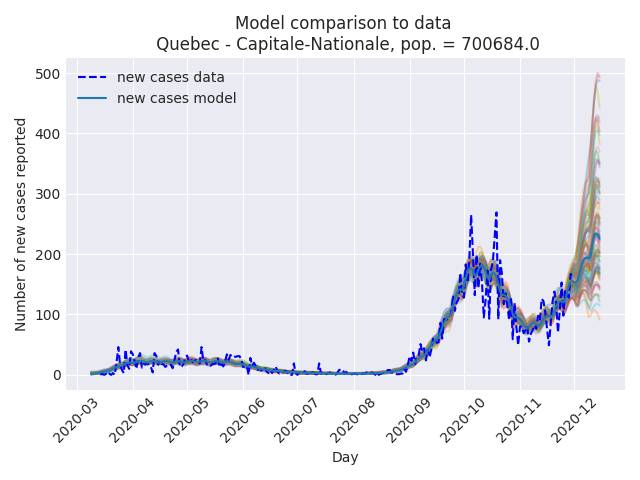 Model comparison to data
Quebec - Capitale-Nationale, pop. = 700684.0
new cases data
new cases model
Number of new cases reported
500
400
300
200
100
0
2020-03
2020-04
2020-05
2020-06
2020-07
2020-08
2020-09
2020-10
2020-11
2020-12
Day